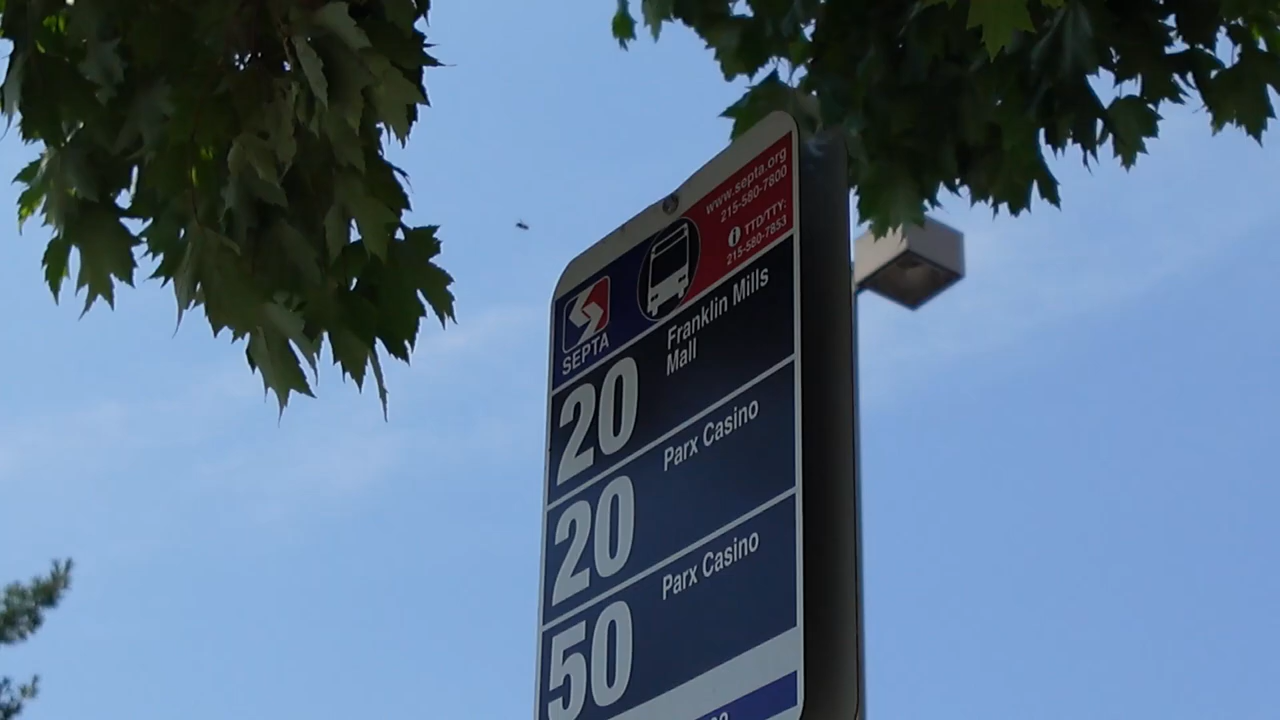 www.septa.org
215-580-7800
i TTD/TTY:
215-580-7853
SEPTA
Franklin Mills
Mall
20
Parx Casino
20
Parx Casino
50